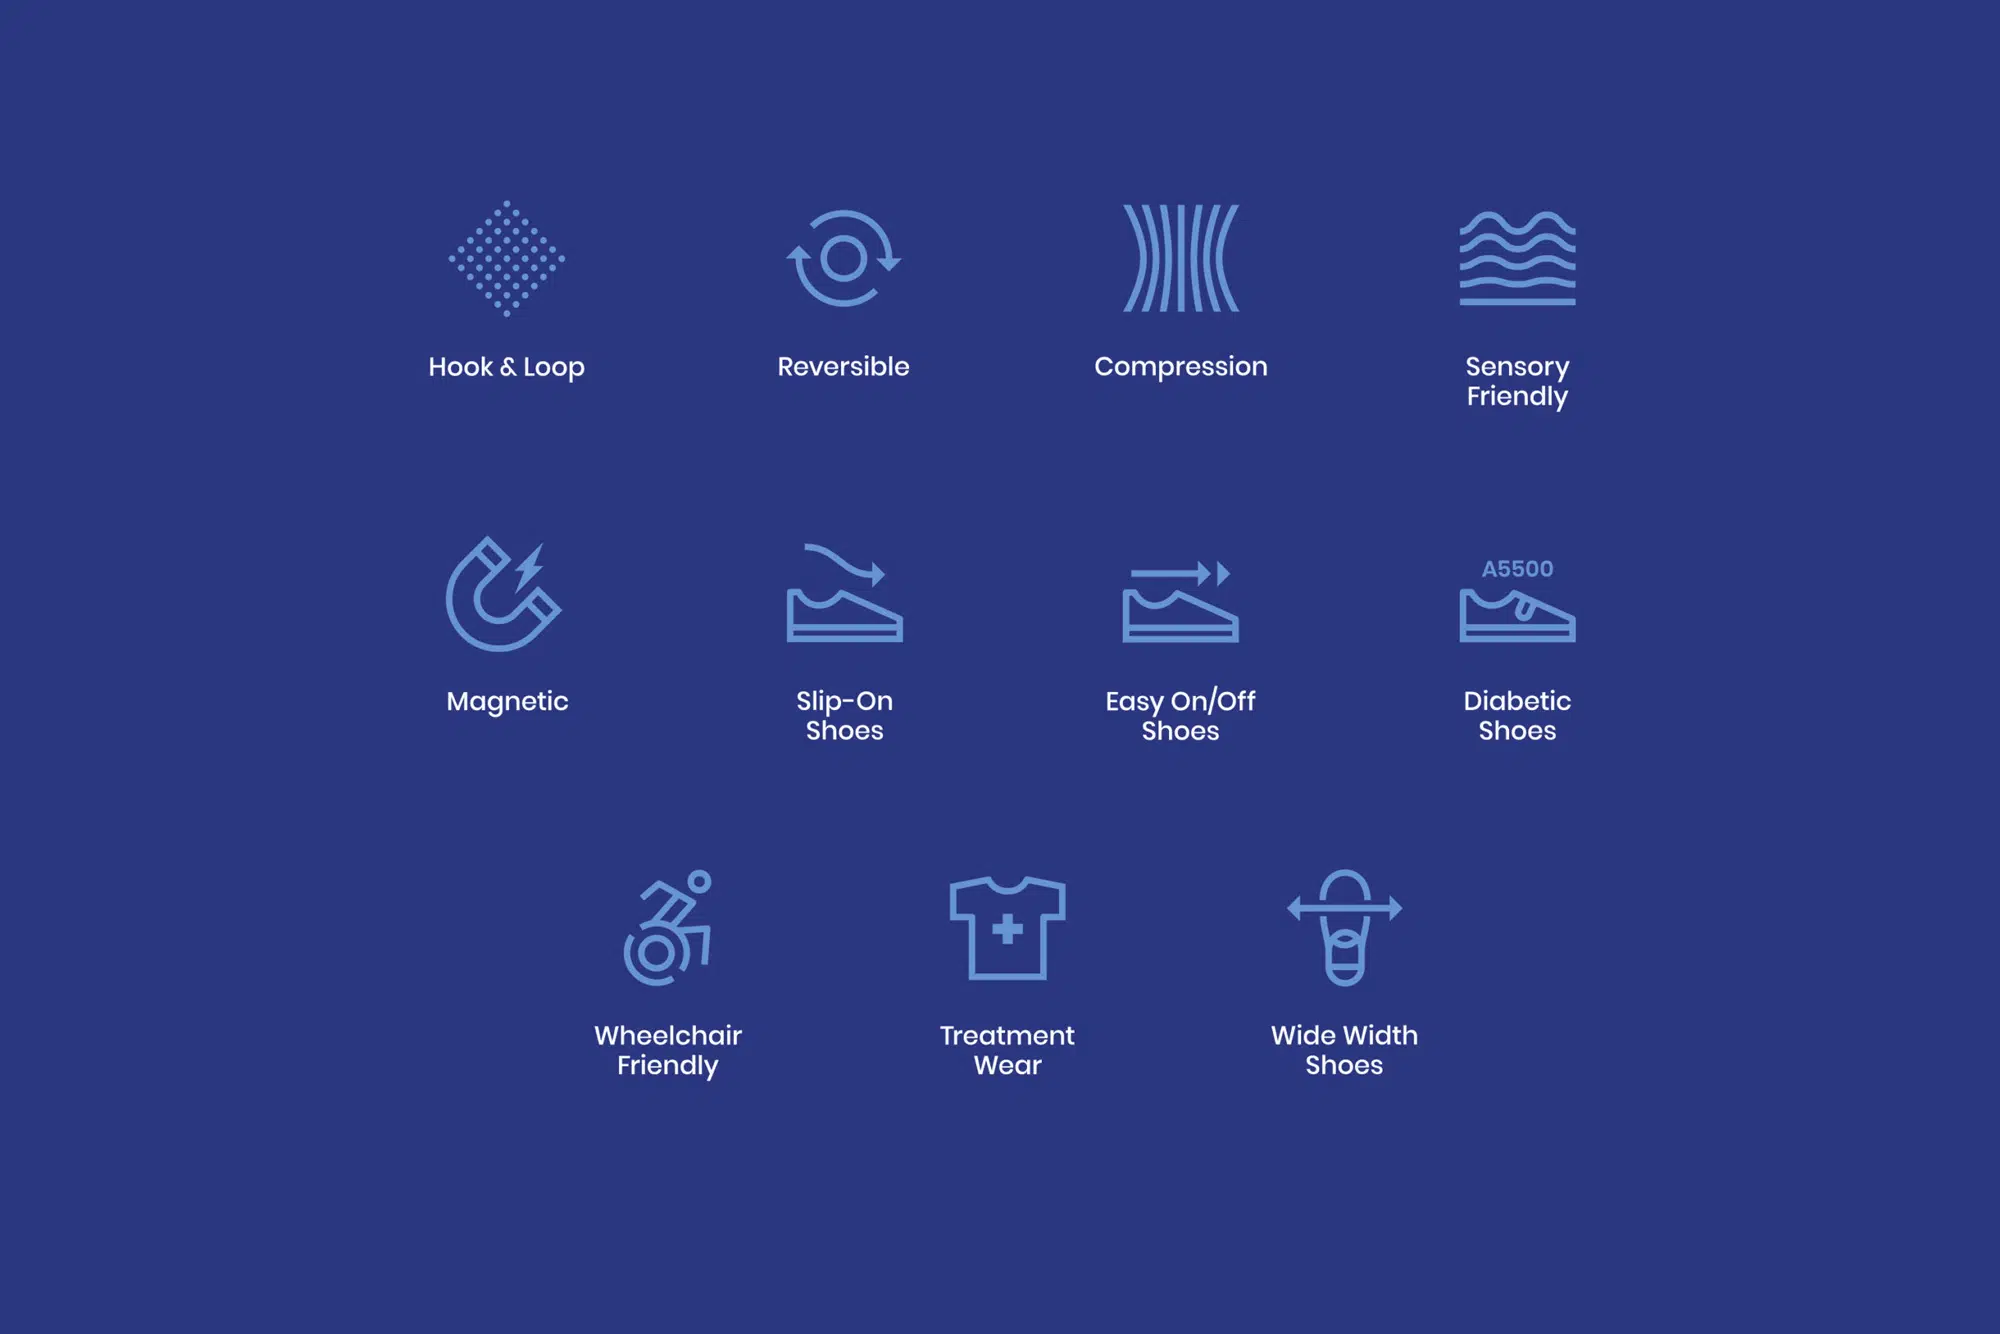 Hook & Loop
Reversible
Compression
Sensory
Friendly
Magnetic
Slip-On
Shoes
Easy On/Off
Shoes
A5500
Diabetic
Shoes
Wheelchair
Friendly
Treatment
Wear
Wide Width
Shoes